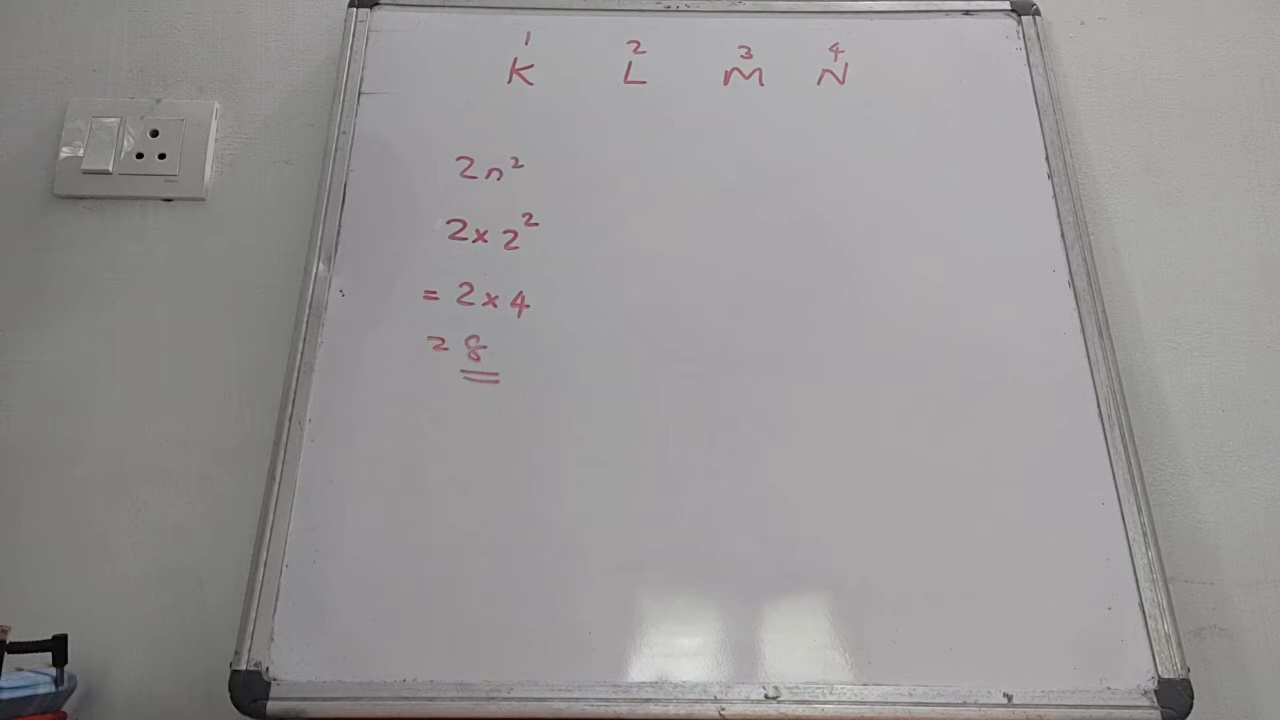 1 2 3 4
K L M N
2n²
2 x 2²
= 2 x 4
= 8